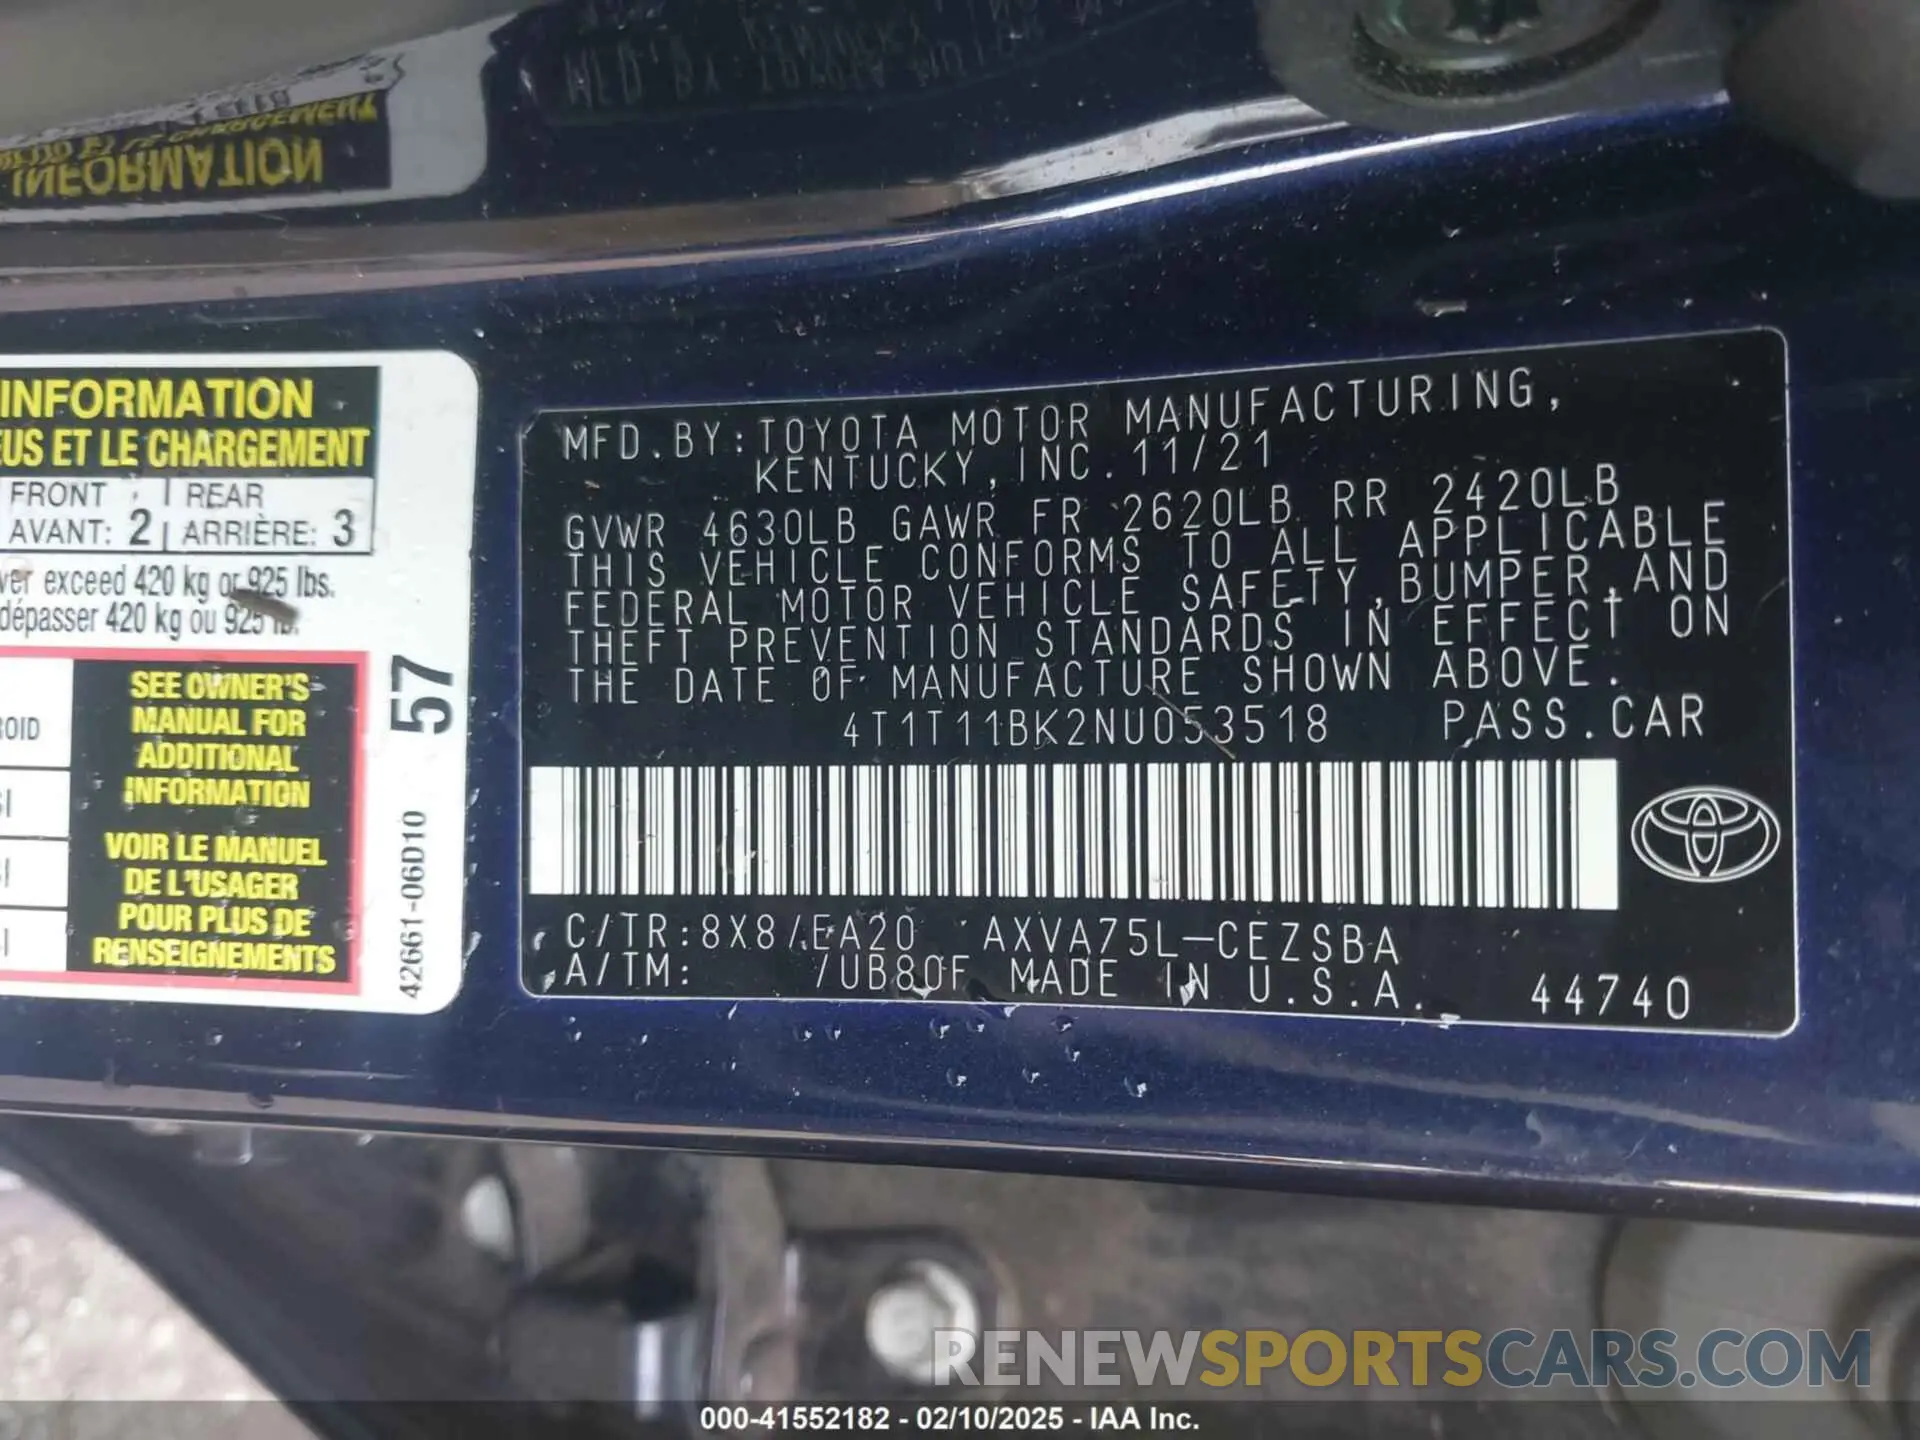 INFORMATION
EUS ET LE CHARGEMENT
FRONT REAR
AVANT: 2 ARRIÈRE: 3
ver exceed 420 kg or 925 lbs.
dépasser 420 kg ou 925 lb.
SEE OWNER'S
MANUAL FOR
ADDITIONAL
INFORMATION
VOIR LE MANUEL
DE L'USAGER
POUR PLUS DE
RENSEIGNEMENTS
57
42661-06D10
MFD.BY:TOYOTA MOTOR MANUFACTURING,
KENTUCKY,INC.11/21
GVWR 4630LB GAWR FR 2620LB RR 2420LB
THIS VEHICLE CONFORMS TO ALL APPLICABLE
FEDERAL MOTOR VEHICLE SAFETY,BUMPER,AND
THEFT PREVENTION STANDARDS IN EFFECT ON
THE DATE OF MANUFACTURE SHOWN ABOVE.
4T1T11BK2NU053518 PASS.CAR
C/TR:8X8/EA20 AXVA75L-CEZSBA
A/TM: /UB80F MADE IN U.S.A. 44740
RENEWSPORTSCARS.COM
000-41552182 - 02/10/2025 - IAA Inc.